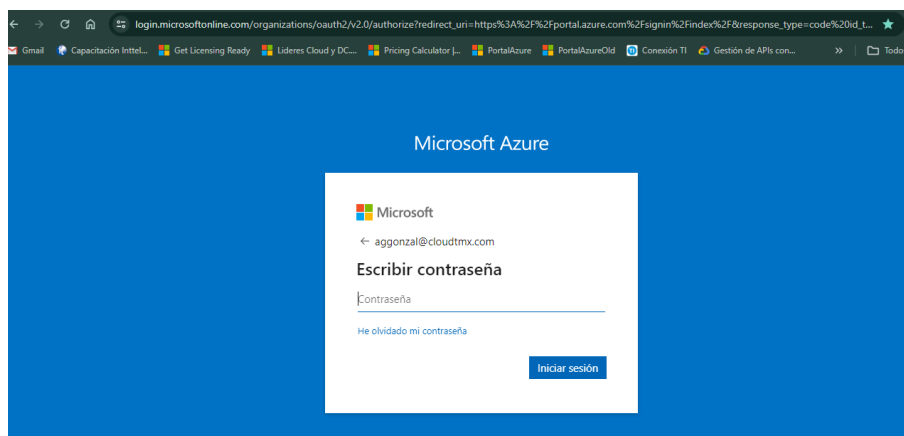 login.microsoftonline.com/organizations/oauth2/v2.0/authorize?redirect_uri=https%3A%2F%2Fportal.azure.com%2Fsignin%2Findex%2F&response_type=code%20id_t...
Gmail Capacitación Inttel... Get Licensing Ready Lideres Cloud y DC... Pricing Calculator |... PortalAzure PortalAzureOld Conexión TI Gestión de APIs con... » Todo
Microsoft Azure
Microsoft
← aggonzal@cloudtmx.com
Escribir contraseña
Contraseña
He olvidado mi contraseña
Iniciar sesión